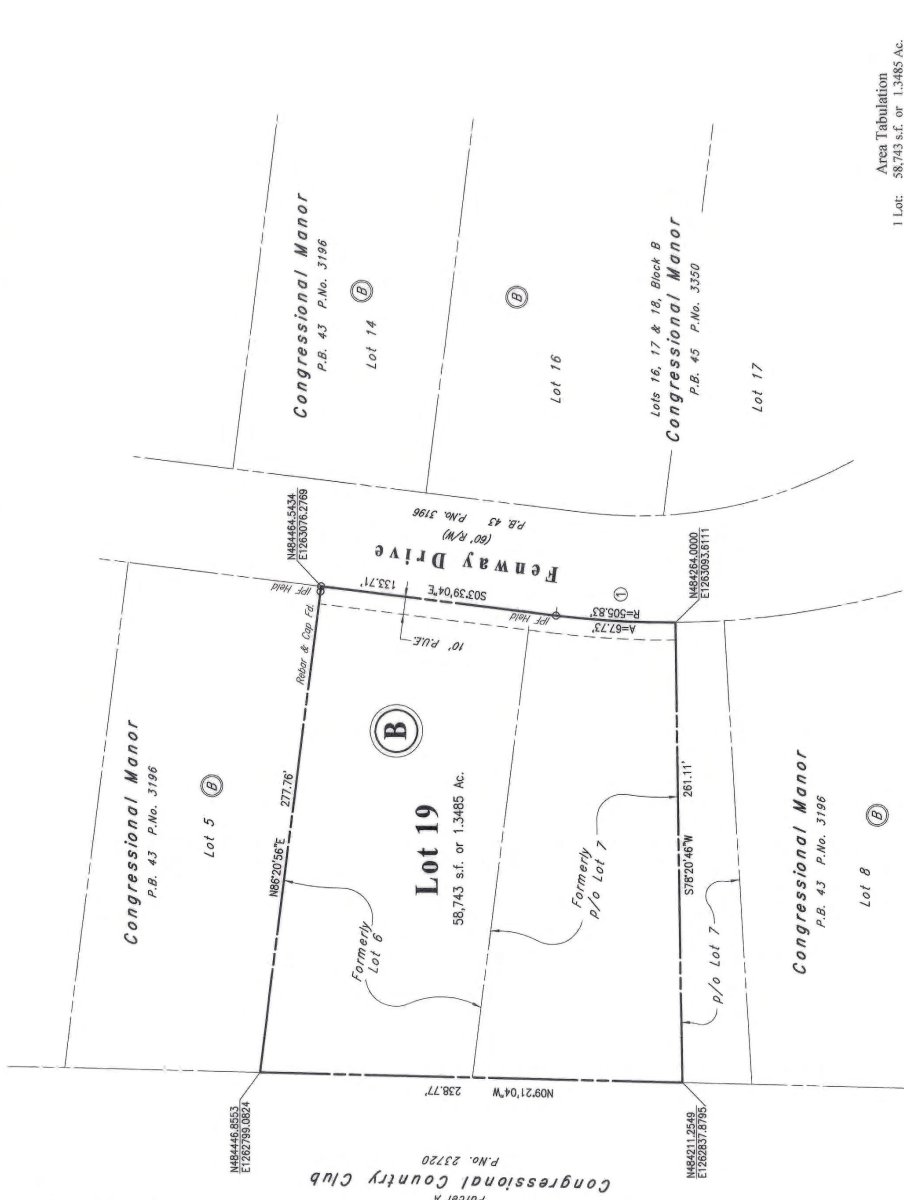 Area Tabulation
1 Lot: 58,743 s.f. or 1.3485 Ac.
Congressional Manor
P.B. 43 P.No. 3196
Lot 14
B
B
Lot 16
Lots 16, 17 & 18, Block B
Congressional Manor
P.B. 45 P.No. 3350
Lot 17
N484464.5434
E1263076.2769
Fenway Drive
(60' R/W)
P.B. 43 P.No. 3196
IPF Held
Rebar & Cap Fd.
133.71'
S03°39'04"E
IPF Held
10' P.U.E.
1
R=505.83'
A=67.73'
N484264.0000
E1263093.6111
Congressional Manor
P.B. 43 P.No. 3196
Lot 5
B
N86°20'56"E
277.76'
B
Lot 19
58,743 s.f. or 1.3485 Ac.
Formerly
Lot 6
Formerly
p/o Lot 7
S78°20'46"W
261.11'
p/o Lot 7
Congressional Manor
P.B. 43 P.No. 3196
Lot 8
B
N484446.8553
E1262799.0824
238.77'
N09°21'04"W
N484211.2549
E1262837.8795
Parcel A
Congressional Country Club
P.No. 23720